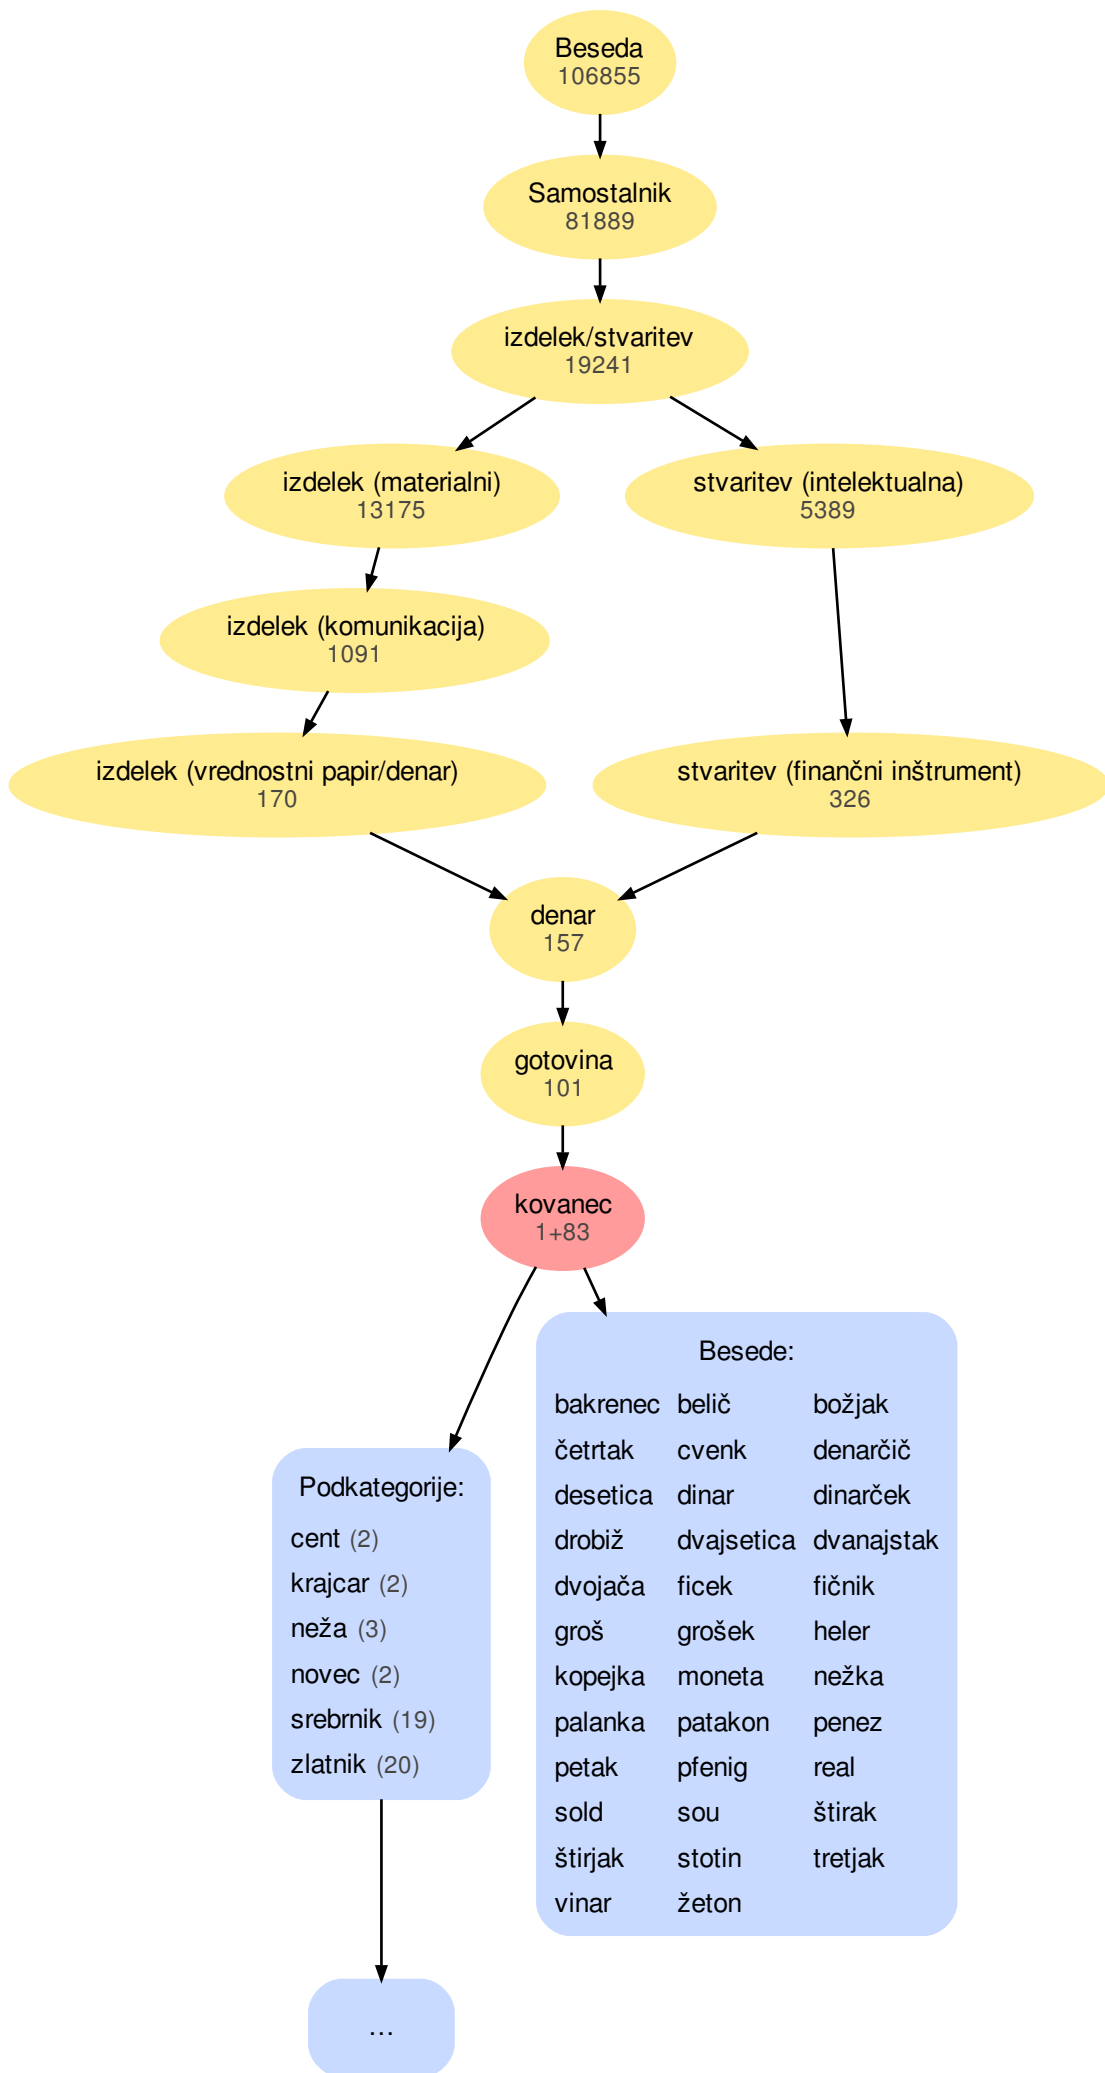 Beseda
106855
Samostalnik
81889
izdelek/stvaritev
19241
izdelek (materialni)
13175
stvaritev (intelektualna)
5389
izdelek (komunikacija)
1091
izdelek (vrednostni papir/denar)
170
stvaritev (finančni inštrument)
326
denar
157
gotovina
101
kovanec
1+83
Podkategorije:
cent (2)
krajcar (2)
neža (3)
novec (2)
srebrnik (19)
zlatnik (20)
Besede:
bakrenec belič božjak
četrtak cvenk denarčič
desetica dinar dinarček
drobiž dvajsetica dvanajstak
dvojača ficek fičnik
groš grošek heler
kopejka moneta nežka
palanka patakon penez
petak pfenig real
sold sou štirak
štirjak stotin tretjak
vinar žeton
...